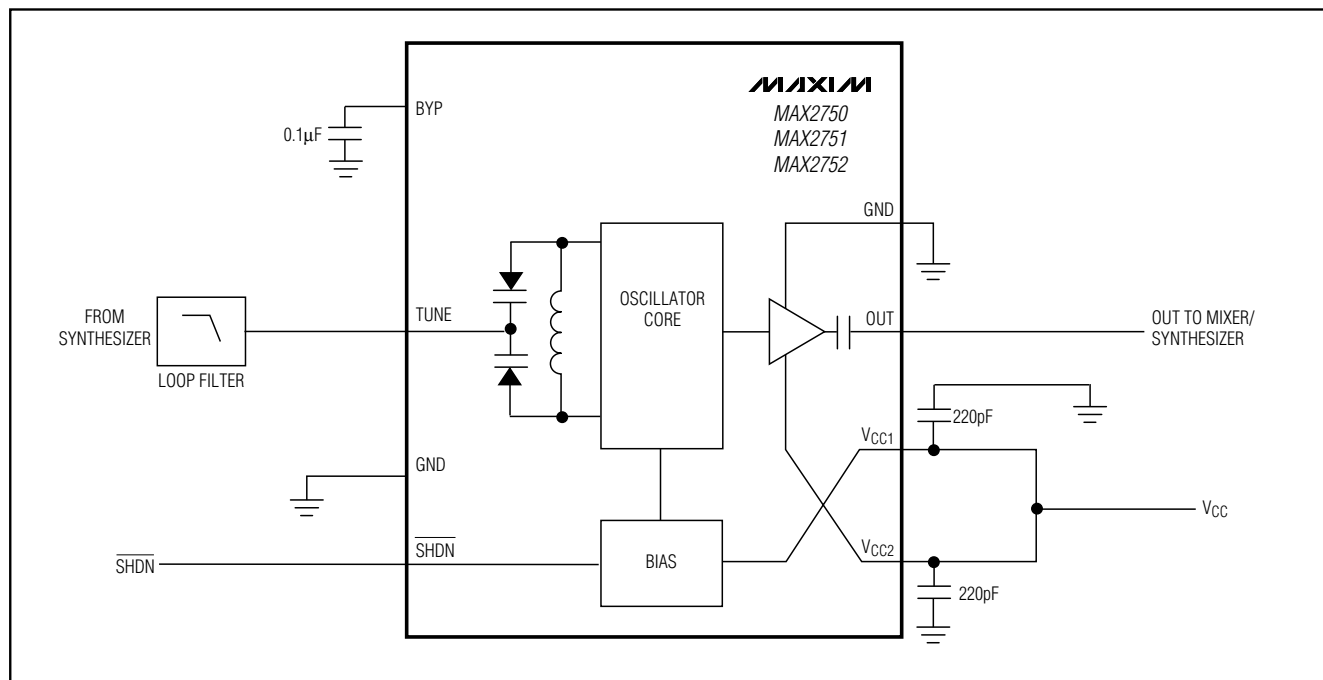 MAXIM
MAX2750
MAX2751
MAX2752
BYP
0.1µF
GND
OSCILLATOR
CORE
FROM
SYNTHESIZER
LOOP FILTER
TUNE
OUT
OUT TO MIXER/
SYNTHESIZER
220pF
VCC1
GND
VCC
SHDN
SHDN
BIAS
VCC2
220pF